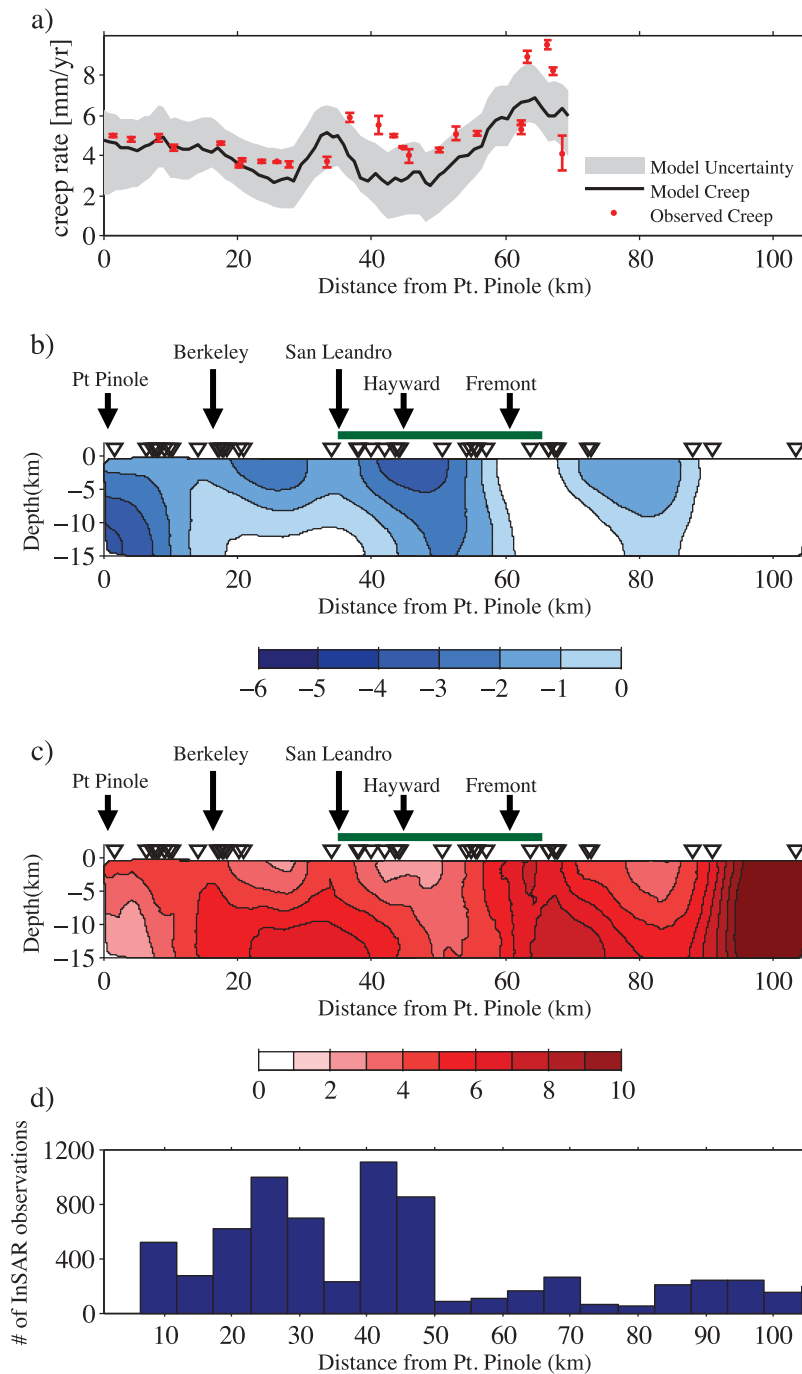 a)
creep rate [mm/yr]
8
6
4
2
0
Model Uncertainty
Model Creep
Observed Creep
0 20 40 60 80 100
Distance from Pt. Pinole (km)
b)
Berkeley San Leandro
Pt Pinole Hayward Fremont
Depth(km)
0
−5
−10
−15
0 20 40 60 80 100
Distance from Pt. Pinole (km)
−6 −5 −4 −3 −2 −1 0
c)
Berkeley San Leandro
Pt Pinole Hayward Fremont
Depth(km)
0
−5
−10
−15
0 20 40 60 80 100
Distance from Pt. Pinole (km)
0 2 4 6 8 10
d)
# of InSAR observations
1200
800
400
0
10 20 30 40 50 60 70 80 90 100
Distance from Pt. Pinole (km)